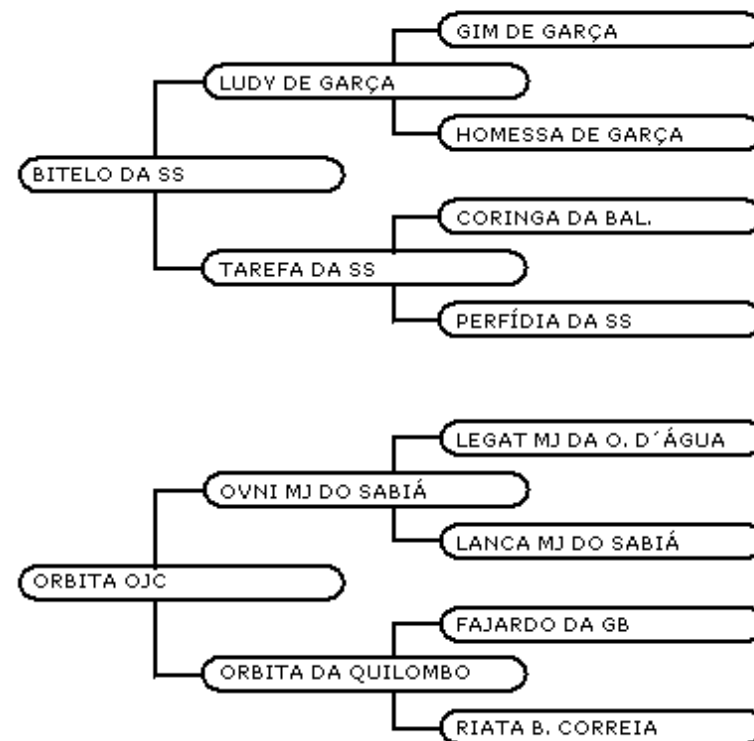 GIM DE GARÇA
LUDY DE GARÇA
HOMESSA DE GARÇA
BITELO DA SS
CORINGA DA BAL.
TAREFA DA SS
PERFÍDIA DA SS
LEGAT MJ DA O. D´ÁGUA
OVNI MJ DO SABIÁ
LANCA MJ DO SABIÁ
ORBITA OJC
FAJARDO DA GB
ORBITA DA QUILOMBO
RIATA B. CORREIA